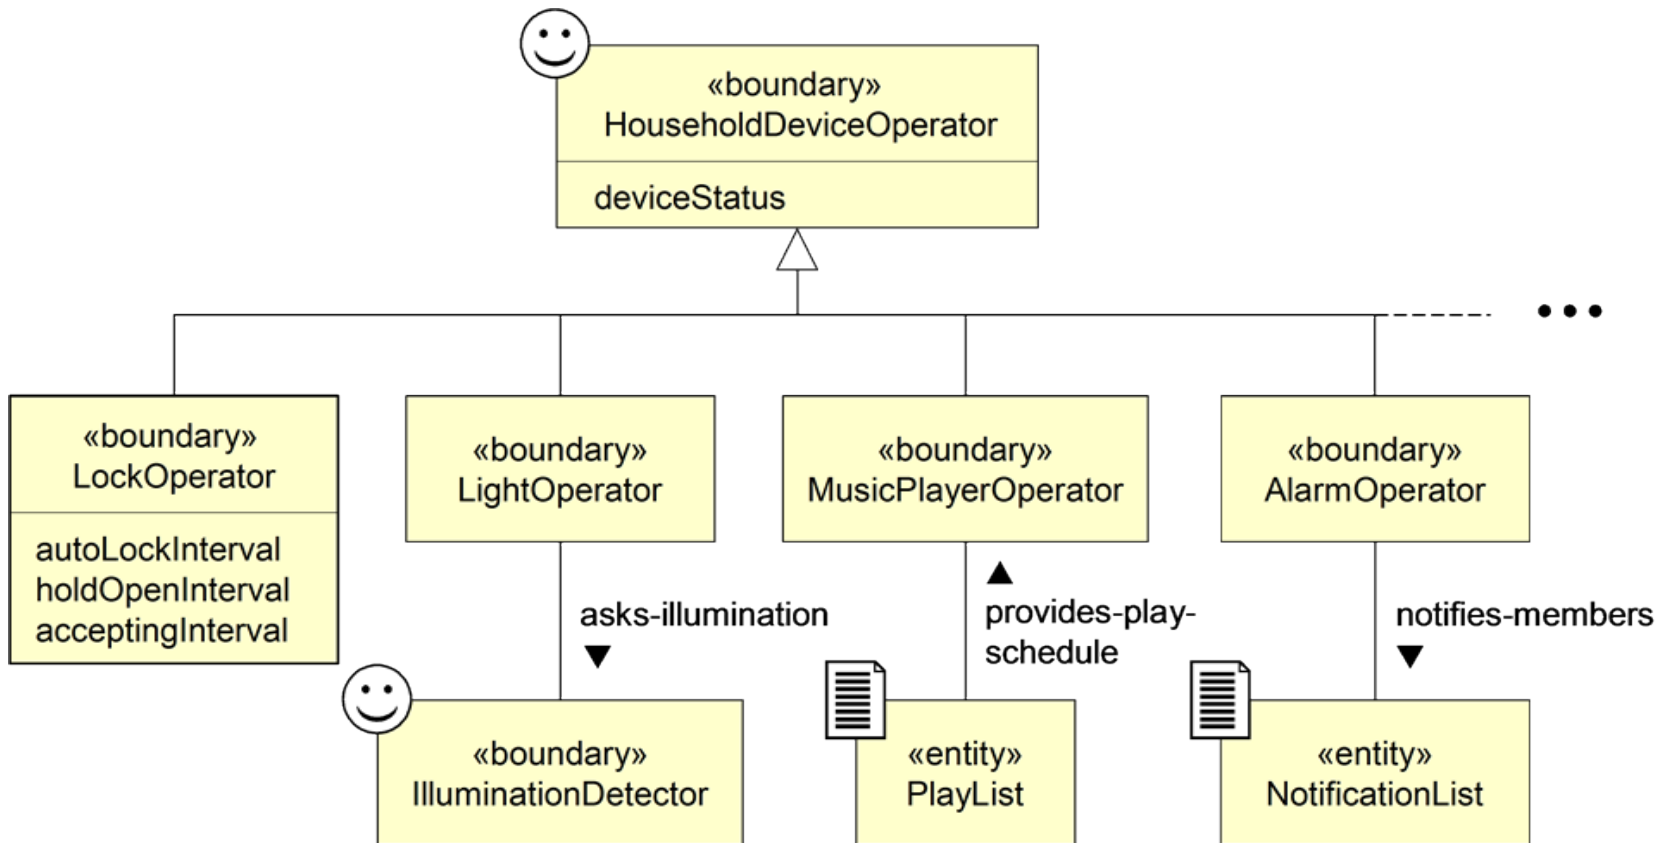 «boundary»
HouseholdDeviceOperator
deviceStatus
«boundary»
LockOperator
autoLockInterval
holdOpenInterval
acceptingInterval
«boundary»
LightOperator
«boundary»
MusicPlayerOperator
«boundary»
AlarmOperator
asks-illumination
provides-play-
schedule
notifies-members
«boundary»
IlluminationDetector
«entity»
PlayList
«entity»
NotificationList